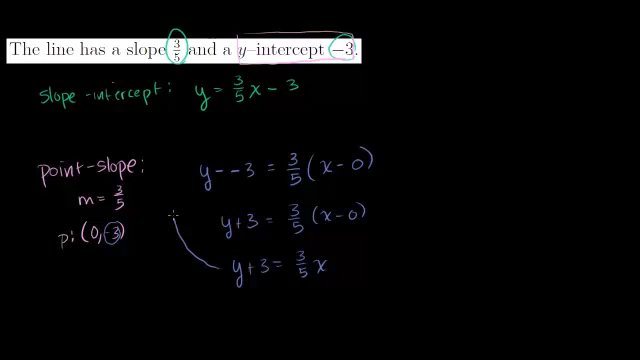 The line has a slope 3/5 and a y–intercept −3.
slope-intercept: y = 3/5 x − 3
point-slope:
m = 3/5
p: (0, −3)
y − − 3 = 3/5 (x − 0)
y + 3 = 3/5 (x − 0)
y + 3 = 3/5 x